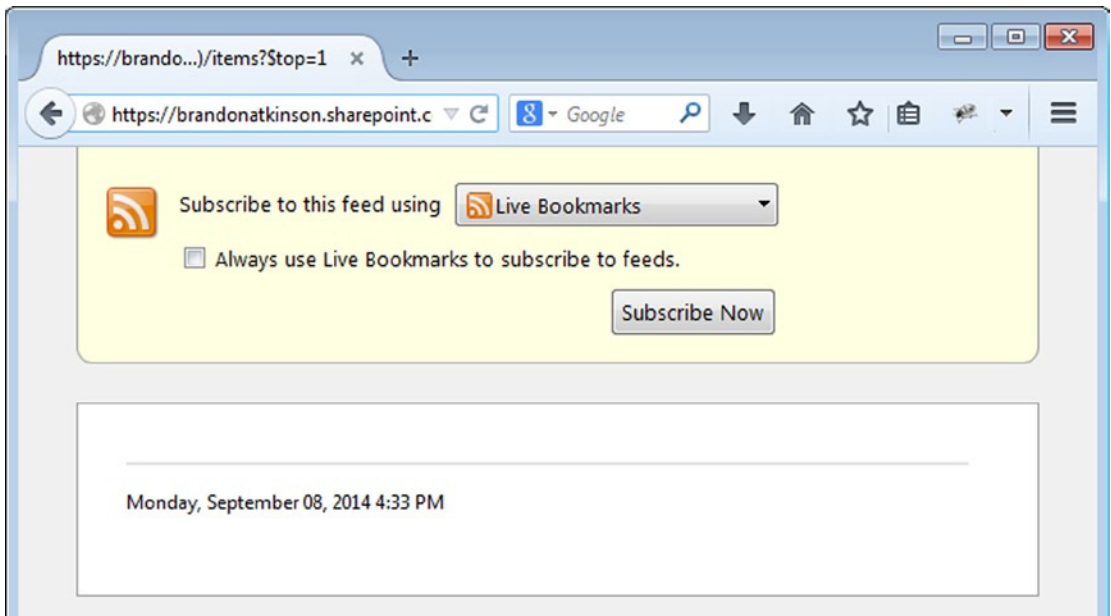 https://brando...)/items?$top=1
https://brandonatkinson.sharepoint.c
Google
Subscribe to this feed using Live Bookmarks
Always use Live Bookmarks to subscribe to feeds.
Subscribe Now
Monday, September 08, 2014 4:33 PM